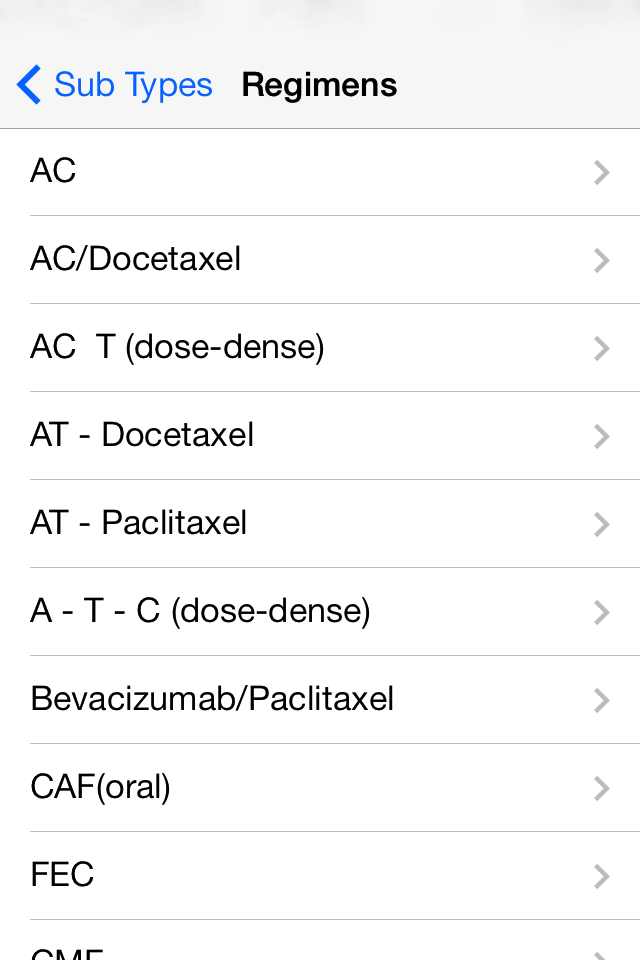 Sub Types Regimens
AC
AC/Docetaxel
AC  T (dose-dense)
AT - Docetaxel
AT - Paclitaxel
A - T - C (dose-dense)
Bevacizumab/Paclitaxel
CAF(oral)
FEC
CMF